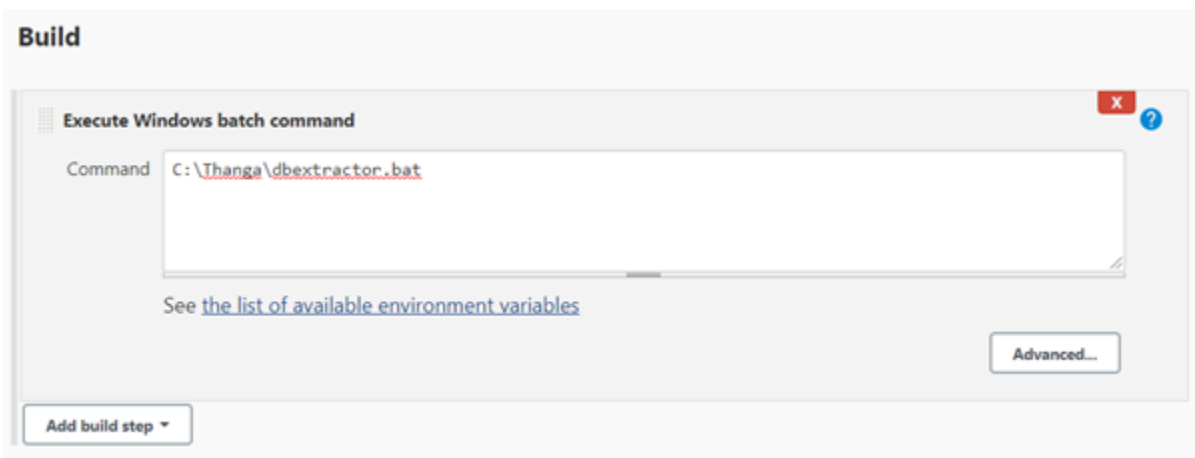 Build
X
Execute Windows batch command
?
Command C:\Thanga\dbextractor.bat
See the list of available environment variables
Advanced...
Add build step